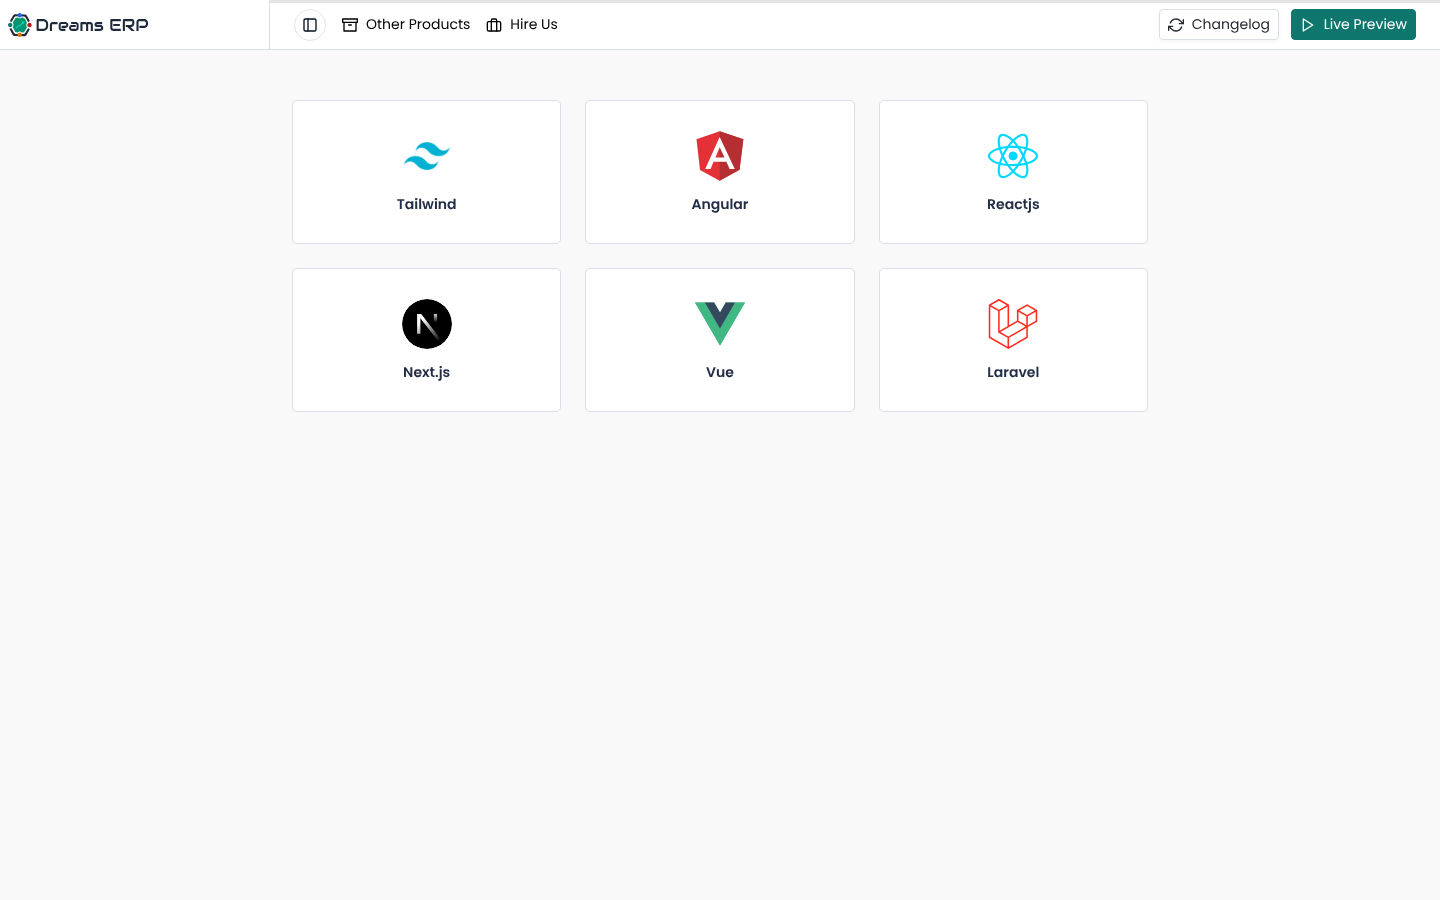 Dreams ERP
Other Products
Hire Us
Changelog
Live Preview
Tailwind
Angular
Reactjs
Next.js
Vue
Laravel